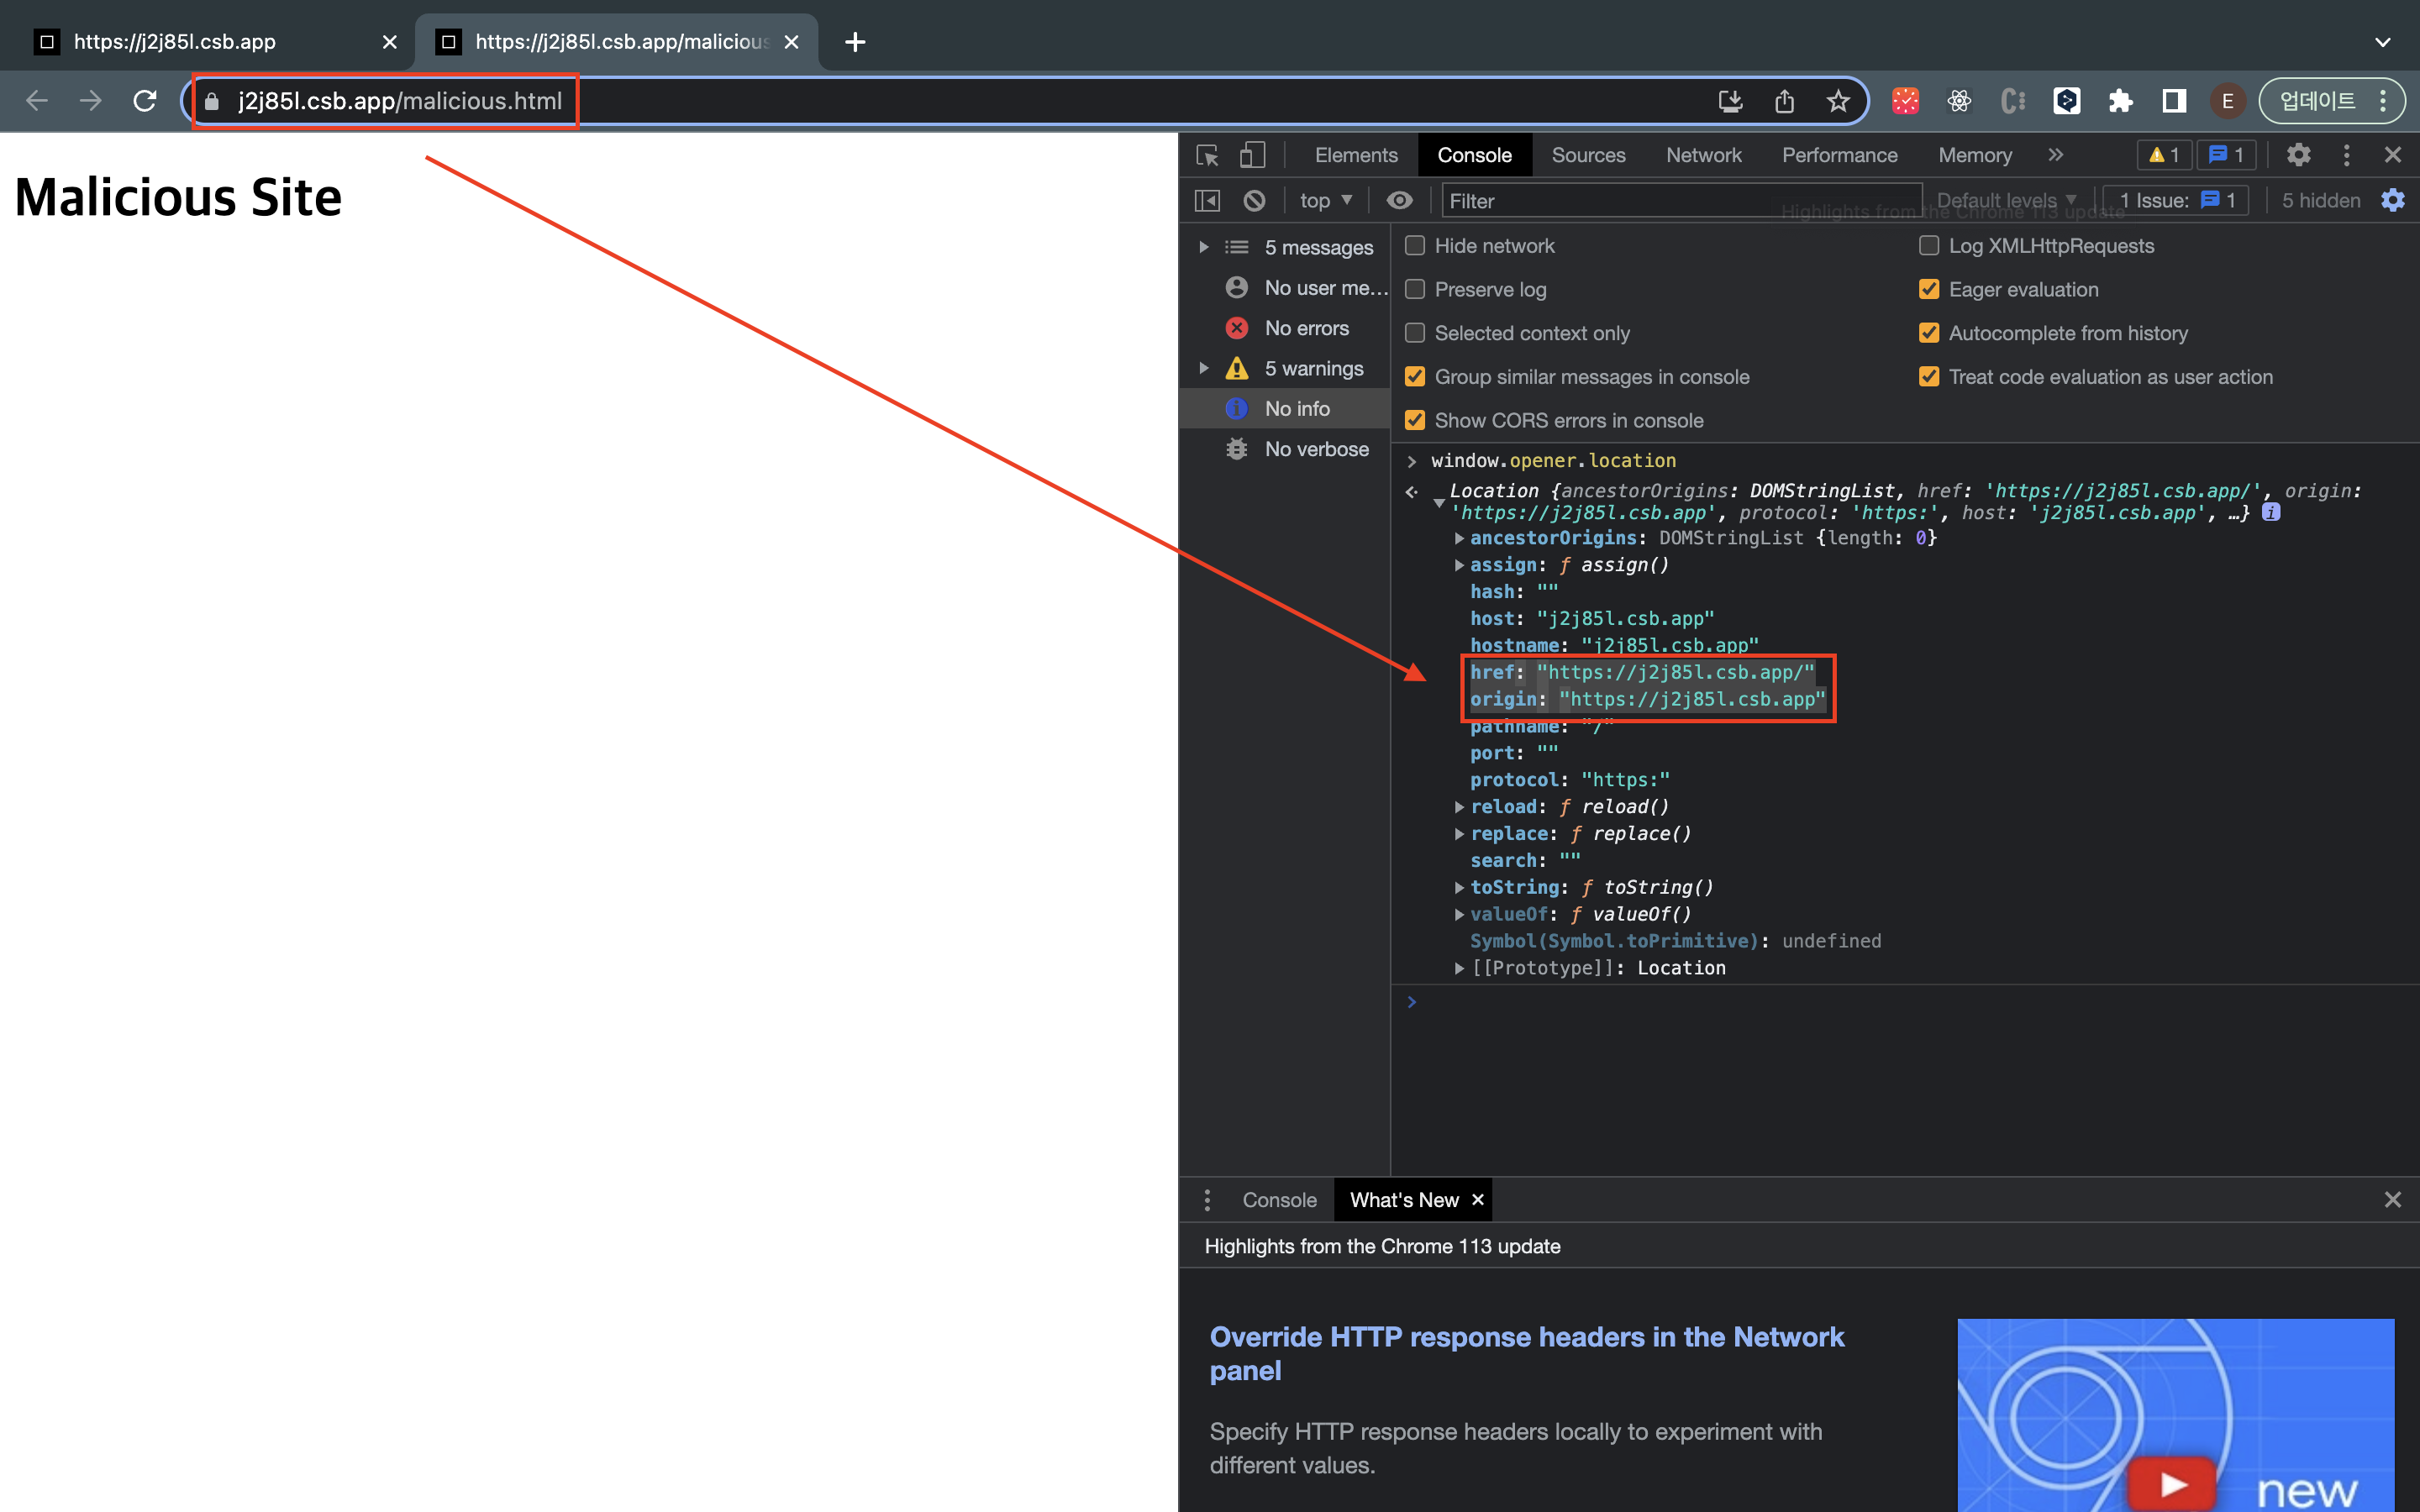 https://j2j85l.csb.app
https://j2j85l.csb.app/malicious
j2j85l.csb.app/malicious.html
E
업데이트
Malicious Site
Elements Console Sources Network Performance Memory
1 1
top Filter Default levels 1 Issue: 1 5 hidden
Highlights from the Chrome 113 update
5 messages
No user me...
No errors
5 warnings
No info
No verbose
Hide network Log XMLHttpRequests
Preserve log Eager evaluation
Selected context only Autocomplete from history
Group similar messages in console Treat code evaluation as user action
Show CORS errors in console
window.opener.location
Location {ancestorOrigins: DOMStringList, href: 'https://j2j85l.csb.app/', origin:
'https://j2j85l.csb.app', protocol: 'https:', host: 'j2j85l.csb.app', …}
ancestorOrigins: DOMStringList {length: 0}
assign: ƒ assign()
hash: ""
host: "j2j85l.csb.app"
hostname: "j2j85l.csb.app"
href: "https://j2j85l.csb.app/"
origin: "https://j2j85l.csb.app"
pathname: "/"
port: ""
protocol: "https:"
reload: ƒ reload()
replace: ƒ replace()
search: ""
toString: ƒ toString()
valueOf: ƒ valueOf()
Symbol(Symbol.toPrimitive): undefined
[[Prototype]]: Location
Console What's New
Highlights from the Chrome 113 update
Override HTTP response headers in the Network
panel
Specify HTTP response headers locally to experiment with
different values.
new